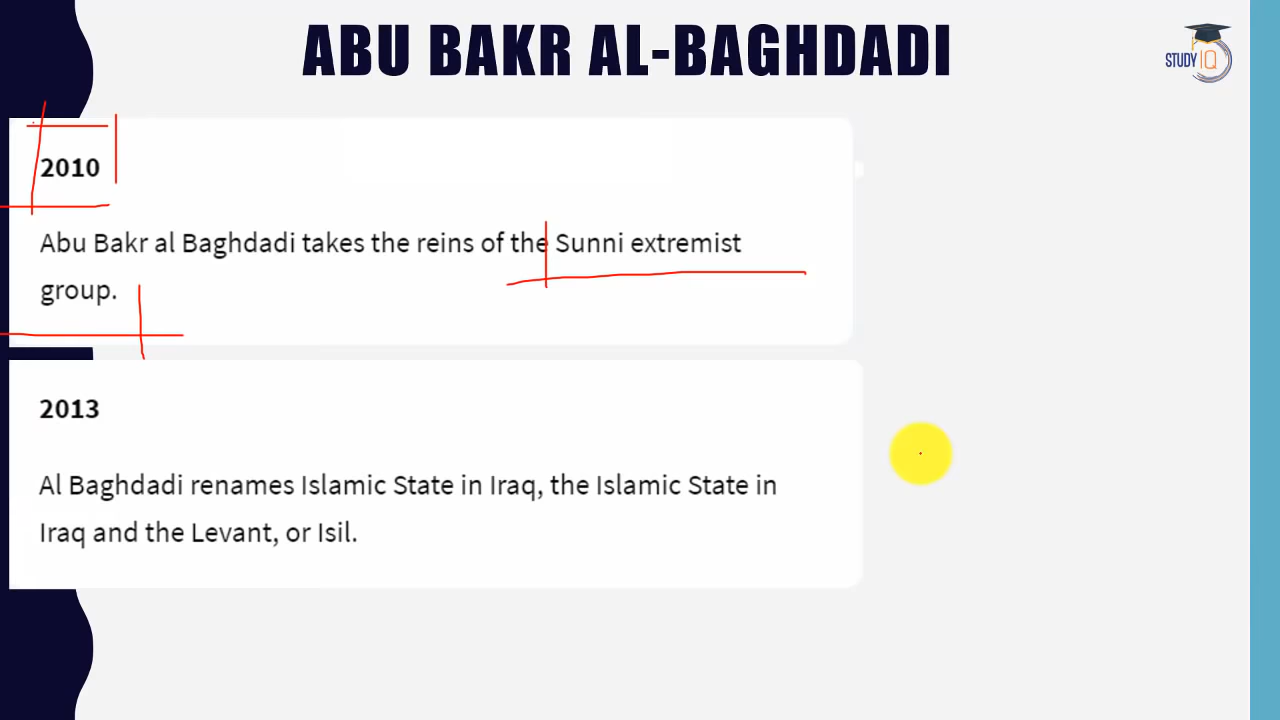 ABU BAKR AL-BAGHDADI
STUDY IQ
2010
Abu Bakr al Baghdadi takes the reins of the Sunni extremist
group.
2013
Al Baghdadi renames Islamic State in Iraq, the Islamic State in
Iraq and the Levant, or Isil.